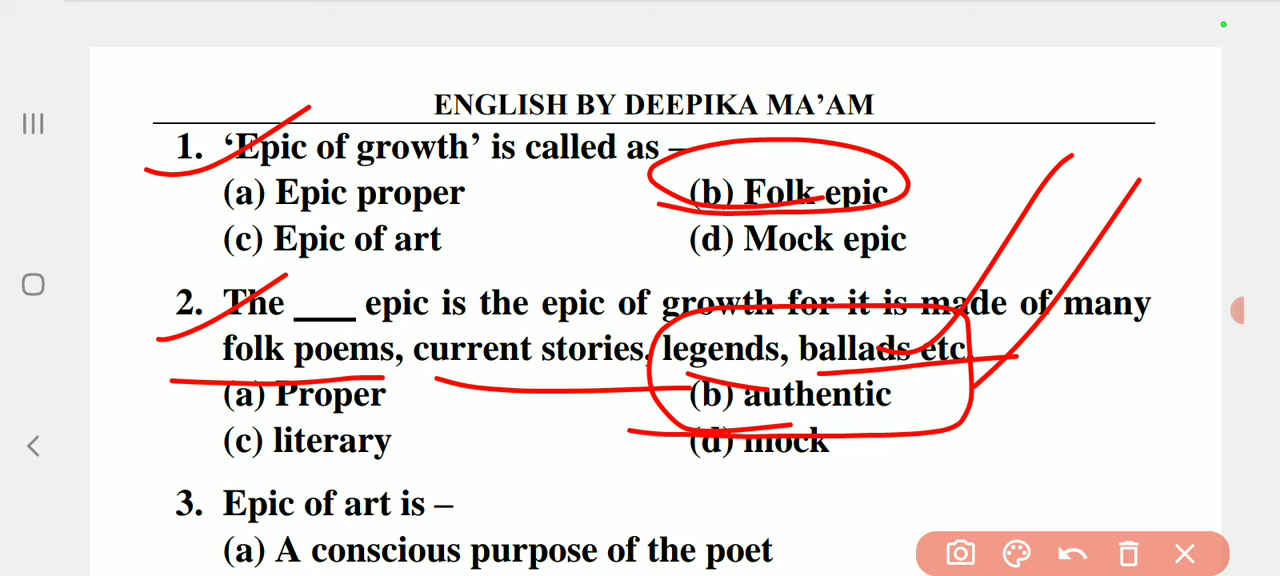 ENGLISH BY DEEPIKA MA’AM
1. ‘Epic of growth’ is called as –
(a) Epic proper (b) Folk epic
(c) Epic of art (d) Mock epic
2. The ___ epic is the epic of growth for it is made of many
folk poems, current stories, legends, ballads etc.
(a) Proper (b) authentic
(c) literary (d) mock
3. Epic of art is –
(a) A conscious purpose of the poet